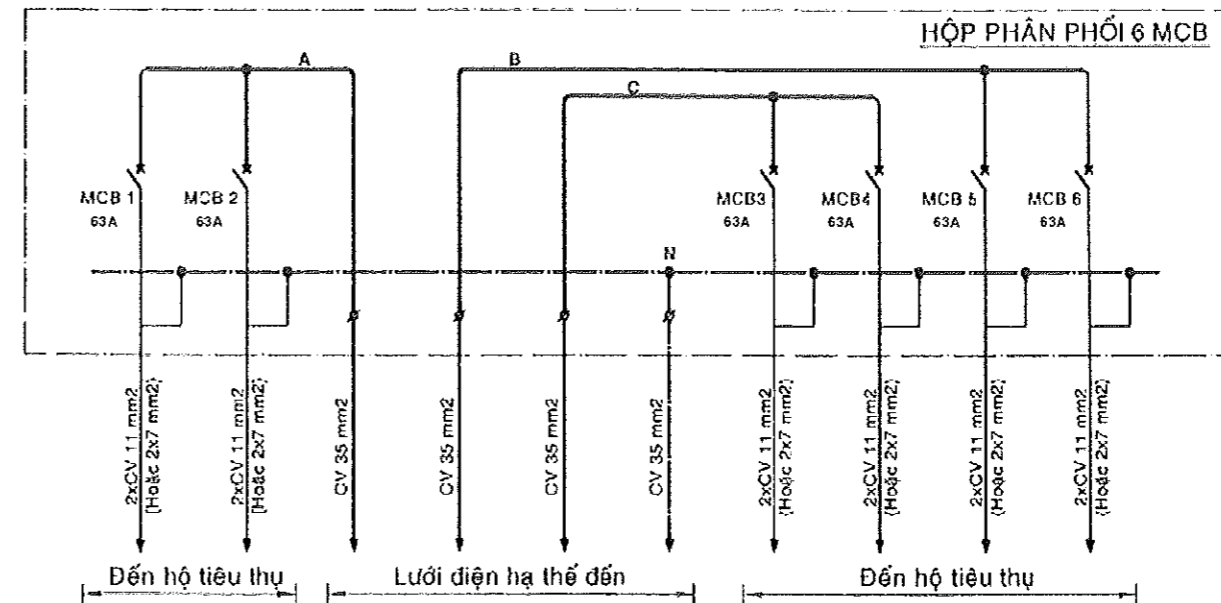 HỘP PHÂN PHỐI 6 MCB
A
B
C
MCB 1
63A
MCB 2
63A
MCB3
63A
MCB4
63A
MCB 5
63A
MCB 6
63A
N
2xCV 11 mm2
[Hoặc 2x7 mm2]
2xCV 11 mm2
[Hoặc 2x7 mm2]
CV 35 mm2
CV 35 mm2
CV 35 mm2
CV 35 mm2
2xCV 11 mm2
(Hoặc 2x7 mm2)
2xCV 11 mm2
(Hoặc 2x7 mm2)
2xCV 11 mm2
(Hoặc 2x7 mm2)
2xCV 11 mm2
(Hoặc 2x7 mm2)
Đến hộ tiêu thụ
Lưới điện hạ thế đến
Đến hộ tiêu thụ